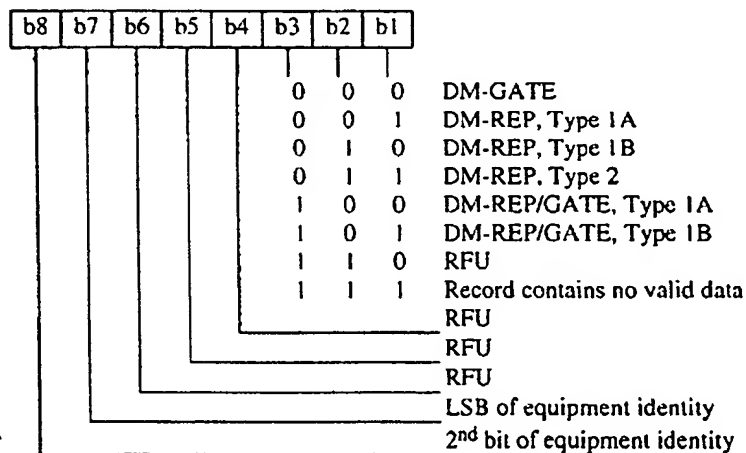 b8 b7 b6 b5 b4 b3 b2 b1
0 0 0 DM-GATE
0 0 1 DM-REP, Type 1A
0 1 0 DM-REP, Type 1B
0 1 1 DM-REP, Type 2
1 0 0 DM-REP/GATE, Type 1A
1 0 1 DM-REP/GATE, Type 1B
1 1 0 RFU
1 1 1 Record contains no valid data
RFU
RFU
RFU
LSB of equipment identity
2nd bit of equipment identity